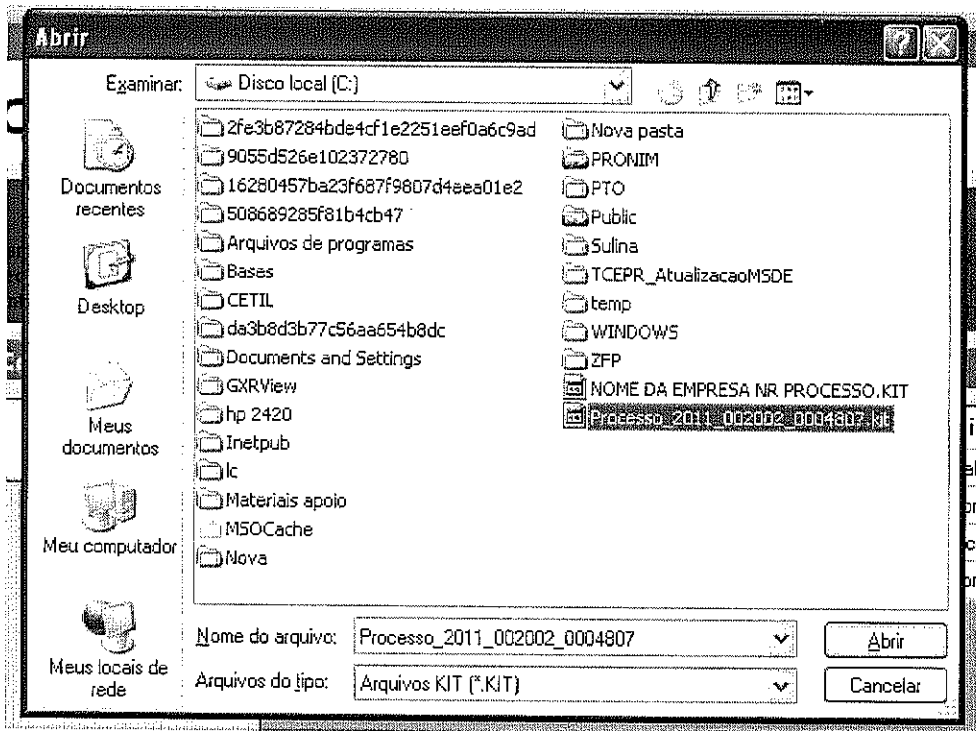 Abrir
Examinar:
Disco local (C:)
Documentos
recentes
Desktop
Meus
documentos
Meu computador
Meus locais de
rede
2fe3b87284bde4cf1e2251eef0a6c9ad
9055d526e102372780
16280457ba23f687f9807d4aea01e2
508689285f81b4cb47
Arquivos de programas
Bases
CETIL
da3b8d3b77c56aa654b8dc
Documents and Settings
GXRView
hp 2420
Inetpub
lc
Materiais apoio
MSOCache
Nova
Nova pasta
PRONIM
PTO
Public
Sulina
TCEPR_AtualizacaoMSDE
temp
WINDOWS
ZFP
NOME DA EMPRESA NR PROCESSO.KIT
Processo_2011_002002_0004807.kit
Nome do arquivo:
Processo_2011_002002_0004807
Abrir
Arquivos do tipo:
Arquivos KIT (*.KIT)
Cancelar